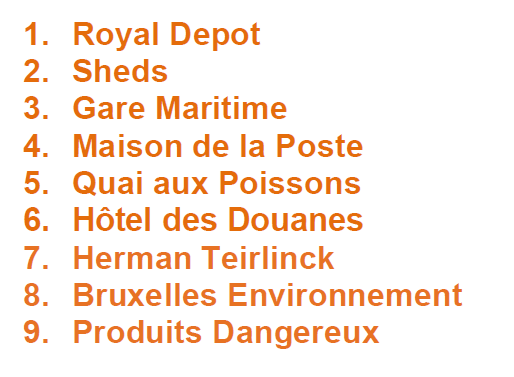 1. Royal Depot
2. Sheds
3. Gare Maritime
4. Maison de la Poste
5. Quai aux Poissons
6. Hôtel des Douanes
7. Herman Teirlinck
8. Bruxelles Environnement
9. Produits Dangereux